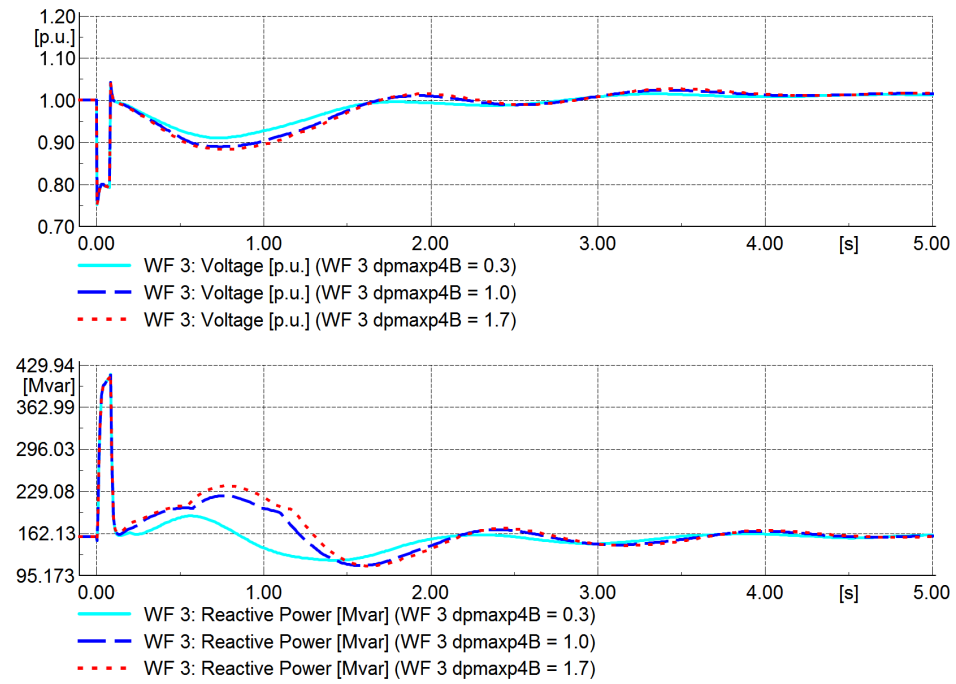 1.20
[p.u.]
1.10
1.00
0.90
0.80
0.70
0.00 1.00 2.00 3.00 4.00 [s] 5.00
WF 3: Voltage [p.u.] (WF 3 dpmaxp4B = 0.3)
WF 3: Voltage [p.u.] (WF 3 dpmaxp4B = 1.0)
WF 3: Voltage [p.u.] (WF 3 dpmaxp4B = 1.7)
429.94
[Mvar]
362.99
296.03
229.08
162.13
95.173
0.00 1.00 2.00 3.00 4.00 [s] 5.00
WF 3: Reactive Power [Mvar] (WF 3 dpmaxp4B = 0.3)
WF 3: Reactive Power [Mvar] (WF 3 dpmaxp4B = 1.0)
WF 3: Reactive Power [Mvar] (WF 3 dpmaxp4B = 1.7)